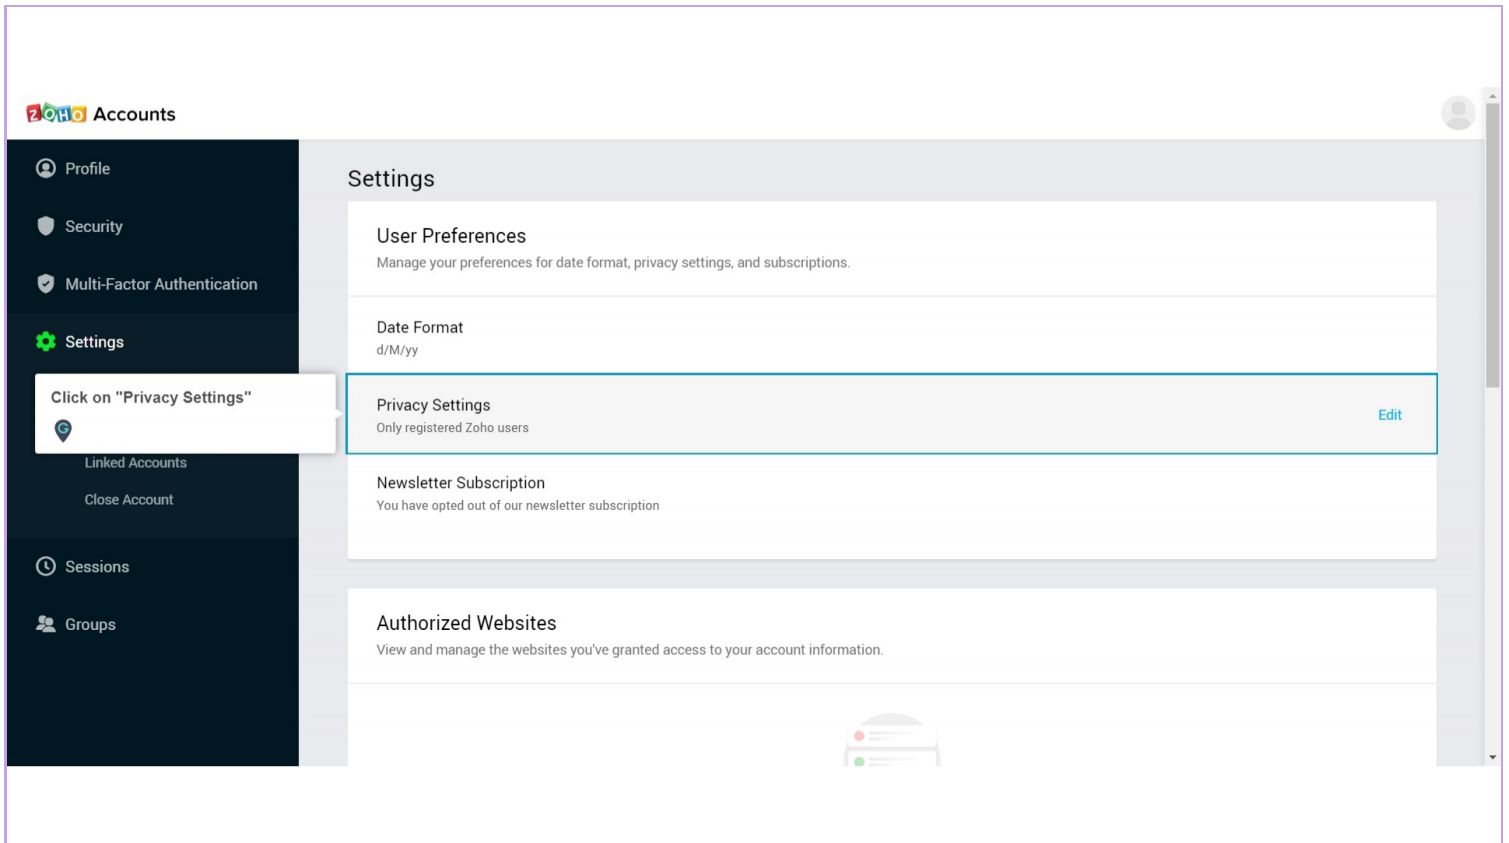 ZOHO Accounts
Profile
Security
Multi-Factor Authentication
Settings
Click on "Privacy Settings"
G
Linked Accounts
Close Account
Sessions
Groups
Settings
User Preferences
Manage your preferences for date format, privacy settings, and subscriptions.
Date Format
d/M/yy
Privacy Settings
Only registered Zoho users
Edit
Newsletter Subscription
You have opted out of our newsletter subscription
Authorized Websites
View and manage the websites you've granted access to your account information.